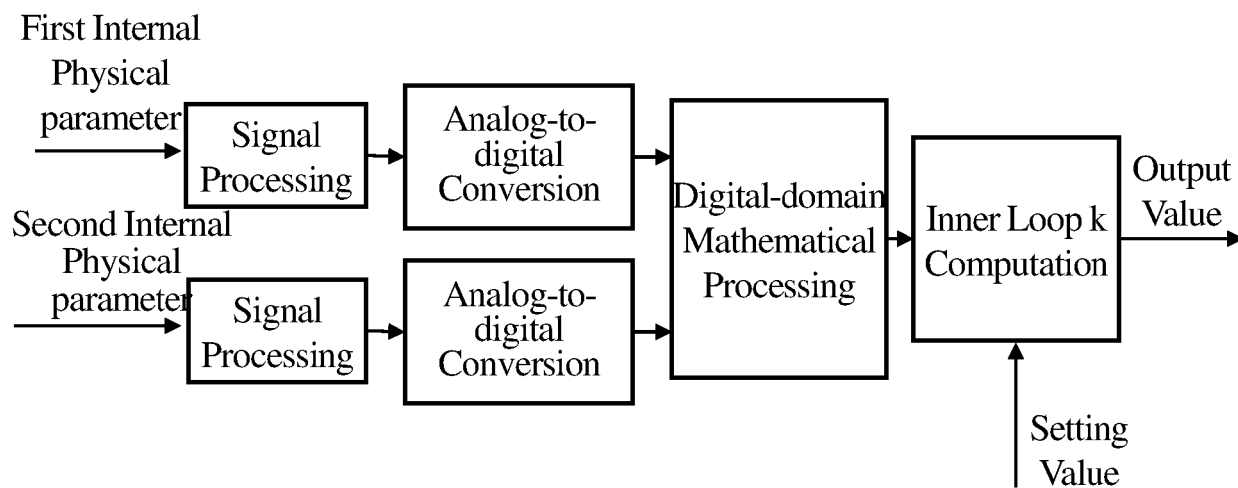 First Internal
Physical
parameter
Signal
Processing
Analog-to-
digital
Conversion
Second Internal
Physical
parameter
Signal
Processing
Analog-to-
digital
Conversion
Digital-domain
Mathematical
Processing
Inner Loop k
Computation
Output
Value
Setting
Value